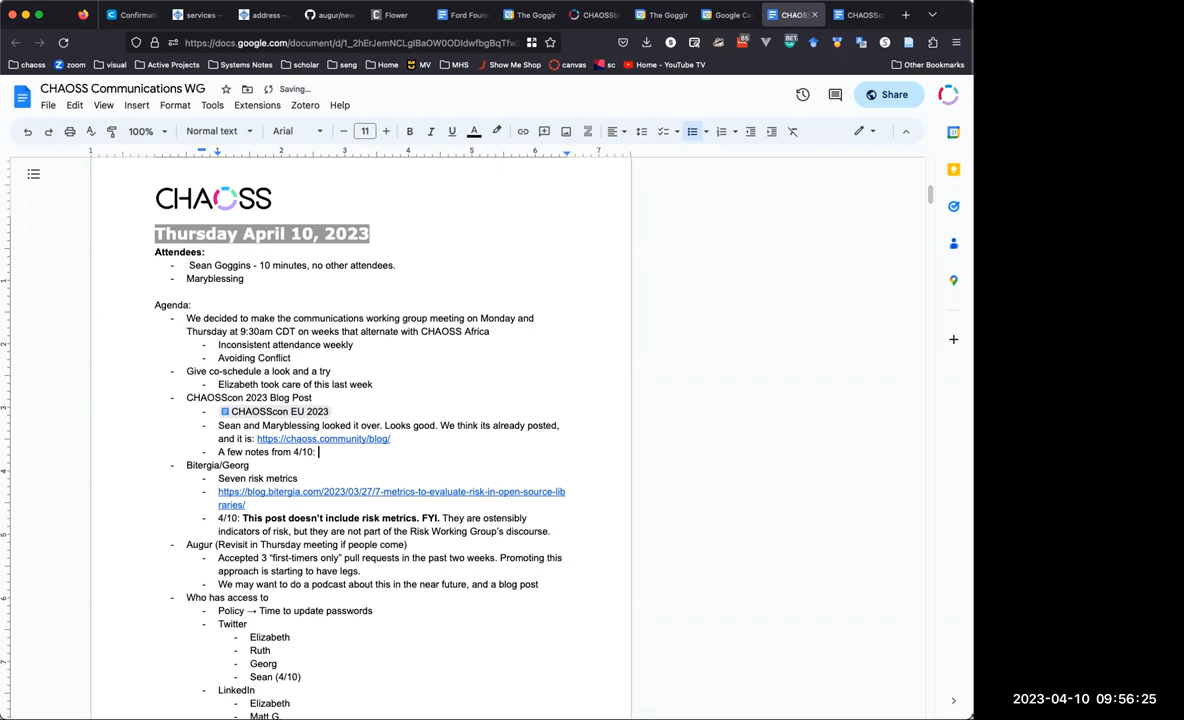 Confirmati
services -
address -
augur/new
Flower
Ford Foun
The Goggin
CHAOSSb
The Goggin
Google Ca
CHAOSS
CHAOSSc
https://docs.google.com/document/d/1_2hErJemNCLgIBaOW0ODIdwfbgBqTfw
chaoss
zoom
visual
Active Projects
Systems Notes
scholar
seng
Home
MV
MHS
Show Me Shop
canvas
sc
Home - YouTube TV
Other Bookmarks
CHAOSS Communications WG
Saving...
File Edit View Insert Format Tools Extensions Zotero Help
Share
100% Normal text Arial 11
CHAOSS
Thursday April 10, 2023
Attendees:
- Sean Goggins - 10 minutes, no other attendees.
- Maryblessing
Agenda:
- We decided to make the communications working group meeting on Monday and
Thursday at 9:30am CDT on weeks that alternate with CHAOSS Africa
- Inconsistent attendance weekly
- Avoiding Conflict
- Give co-schedule a look and a try
- Elizabeth took care of this last week
- CHAOSScon 2023 Blog Post
- CHAOSScon EU 2023
- Sean and Maryblessing looked it over. Looks good. We think its already posted,
and it is: https://chaoss.community/blog/
- A few notes from 4/10:
- Bitergia/Georg
- Seven risk metrics
- https://blog.bitergia.com/2023/03/27/7-metrics-to-evaluate-risk-in-open-source-lib
raries/
- 4/10: This post doesn't include risk metrics. FYI. They are ostensibly
indicators of risk, but they are not part of the Risk Working Group's discourse.
- Augur (Revisit in Thursday meeting if people come)
- Accepted 3 “first-timers only” pull requests in the past two weeks. Promoting this
approach is starting to have legs.
- We may want to do a podcast about this in the near future, and a blog post
- Who has access to
- Policy → Time to update passwords
- Twitter
- Elizabeth
- Ruth
- Georg
- Sean (4/10)
- LinkedIn
- Elizabeth
- Matt G.
2023-04-10 09:56:25